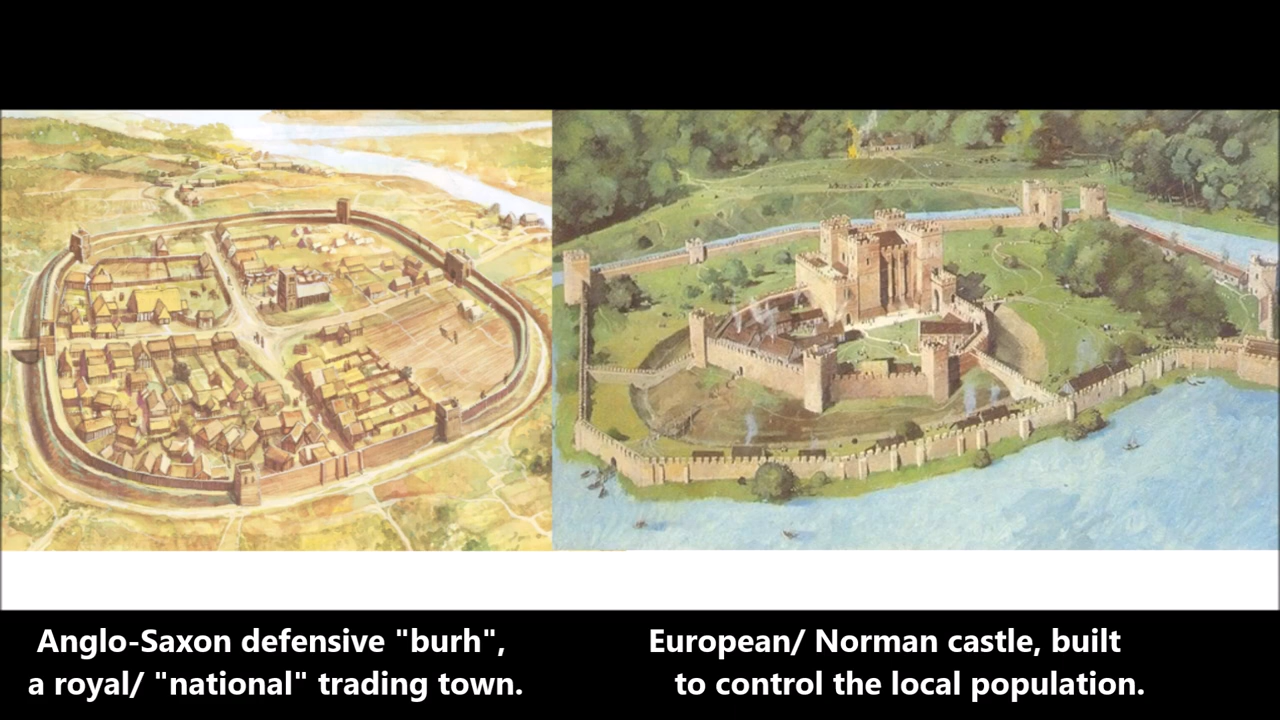 Anglo-Saxon defensive "burh",
a royal/ "national" trading town.
European/ Norman castle, built
to control the local population.